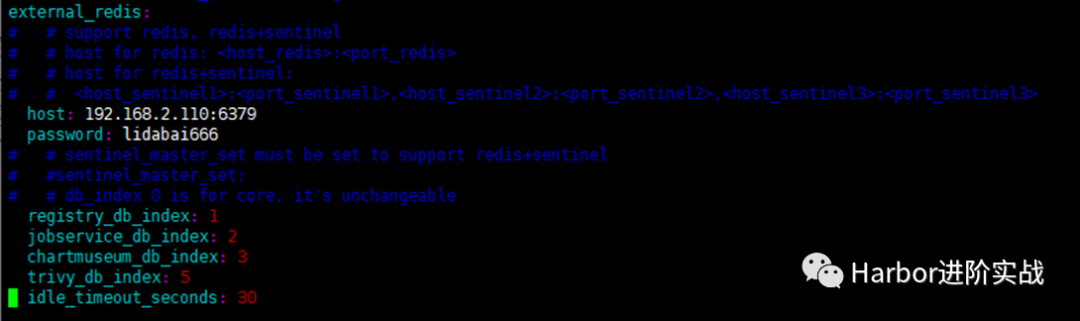 external_redis:
#   # support redis, redis+sentinel
#   # host for redis: <host_redis>:<port_redis>
#   # host for redis+sentinel:
#   #  <host_sentinel1>:<port_sentinel1>,<host_sentinel2>:<port_sentinel2>,<host_sentinel3>:<port_sentinel3>
  host: 192.168.2.110:6379
  password: lidabai666
#   # sentinel_master_set must be set to support redis+sentinel
#   #sentinel_master_set:
#   # db_index 0 is for core, it's unchangeable
  registry_db_index: 1
  jobservice_db_index: 2
  chartmuseum_db_index: 3
  trivy_db_index: 5
  idle_timeout_seconds: 30
Harbor进阶实战